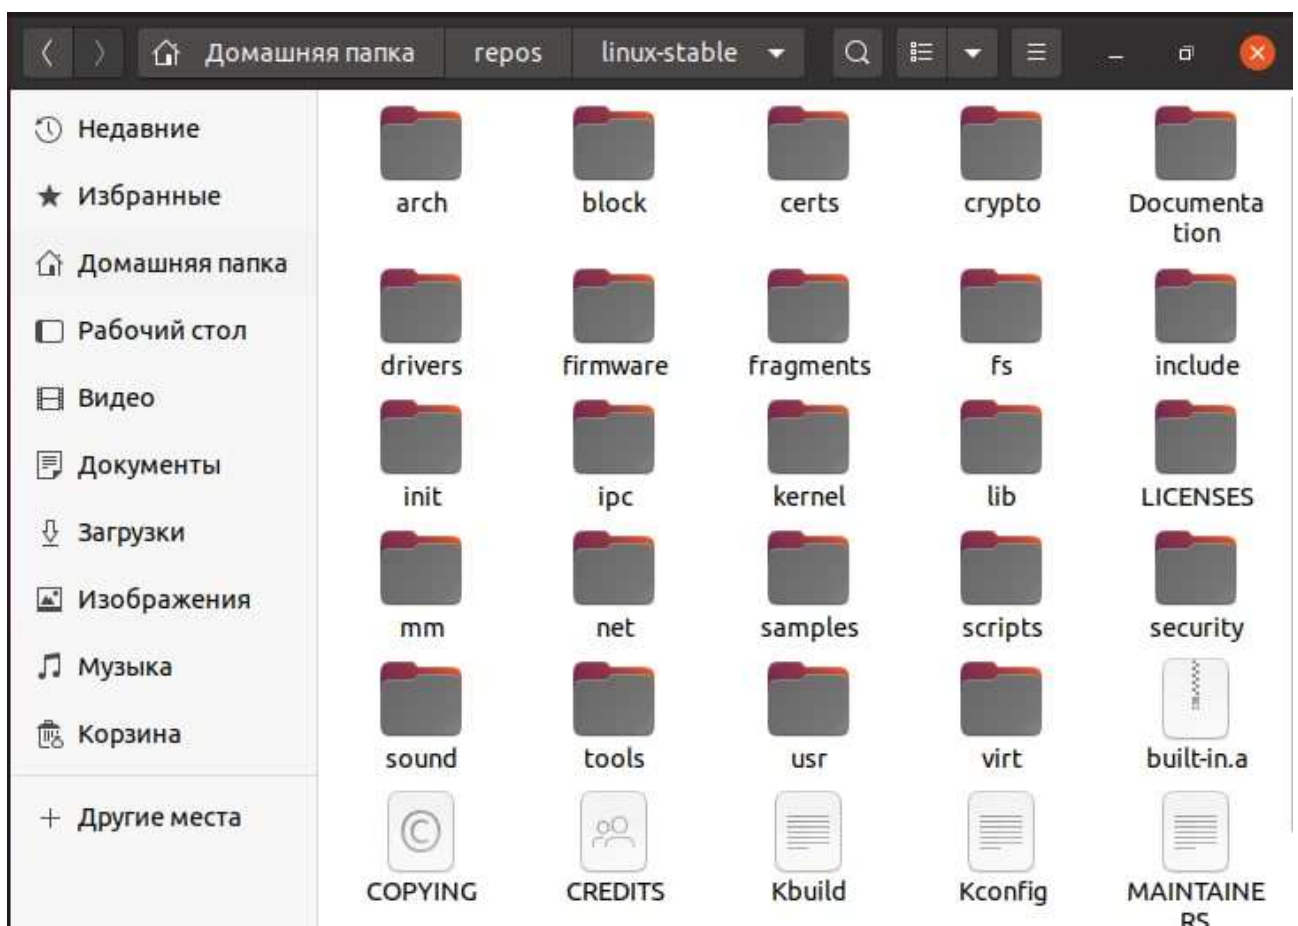 Домашняя папка repos linux-stable
Недавние
Избранные
Домашняя папка
Рабочий стол
Видео
Документы
Загрузки
Изображения
Музыка
Корзина
Другие места
arch block certs crypto Documenta
tion
drivers firmware fragments fs include
init ipc kernel lib LICENSES
mm net samples scripts security
sound tools usr virt built-in.a
COPYING CREDITS Kbuild Kconfig MAINTAINE
RS